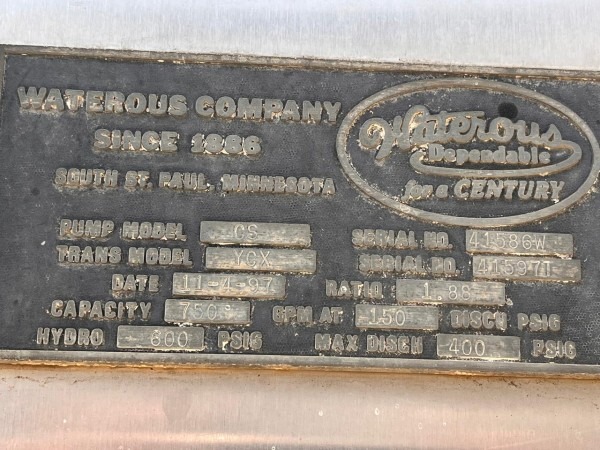 WATEROUS COMPANY
SINCE 1886
SOUTH ST. PAUL, MINNESOTA
Waterous
Dependable
for a CENTURY
PUMP MODEL CS SERIAL NO. 41586W
TRANS MODEL YCX SERIAL NO. 415971
DATE 11-4-97 RATIO 1.88
CAPACITY 750 GPM AT 150 DISCH PSIG
HYDRO 600 PSIG MAX DISCH 400 PSIG